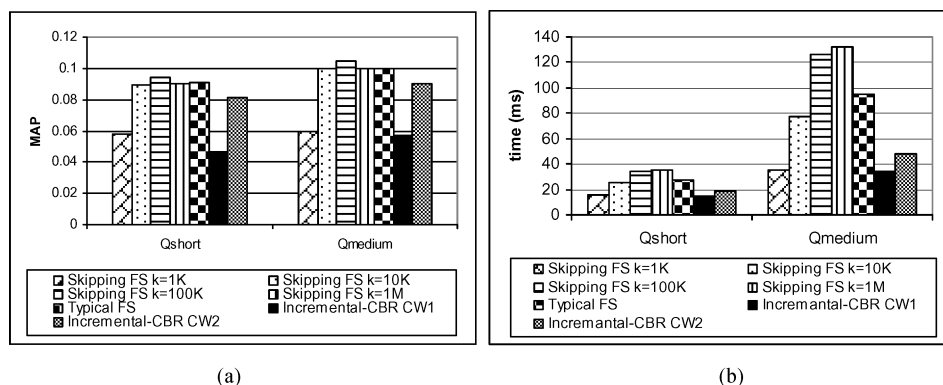 0.12
0.1
0.08
0.06
0.04
0.02
0
MAP
Qshort Qmedium
Skipping FS k=1K Skipping FS k=10K
Skipping FS k=100K Skipping FS k=1M
Typical FS Incremental-CBR CW1
Incremental-CBR CW2
(a)
140
120
100
80
60
40
20
0
time (ms)
Qshort Qmedium
Skipping FS k=1K Skipping FS k=10K
Skipping FS k=100K Skipping FS k=1M
Typical FS Incremantal-CBR CW1
Incremantal-CBR CW2
(b)